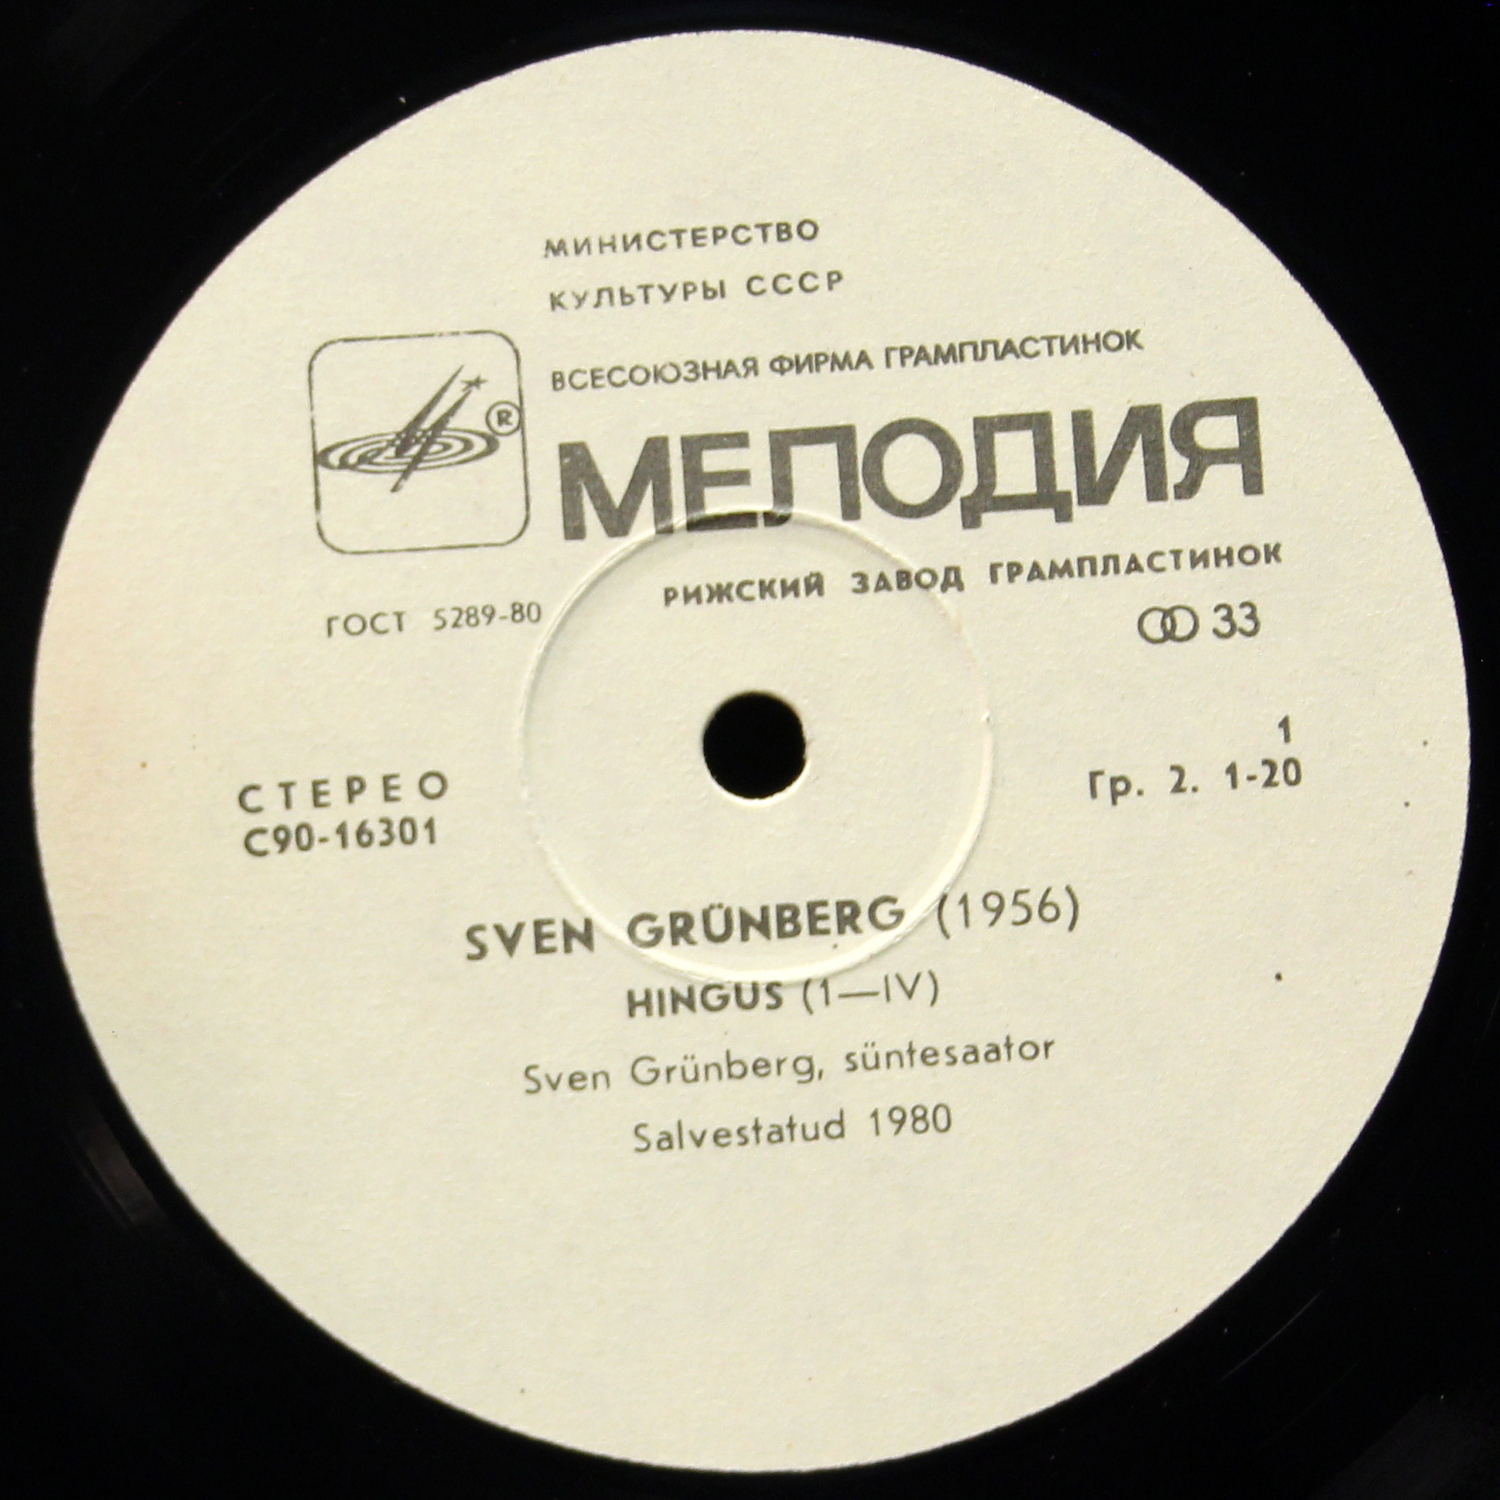 МИНИСТЕРСТВО
КУЛЬТУРЫ СССР
ВСЕСОЮЗНАЯ ФИРМА ГРАМПЛАСТИНОК
®
МЕЛОДИЯ
РИЖСКИЙ ЗАВОД ГРАМПЛАСТИНОК
ГОСТ 5289-80
33
1
СТЕРЕО
Гр. 2. 1-20
С90-16301
SVEN GRÜNBERG (1956)
HINGUS (1—IV)
Sven Grünberg, süntesaator
Salvestatud 1980